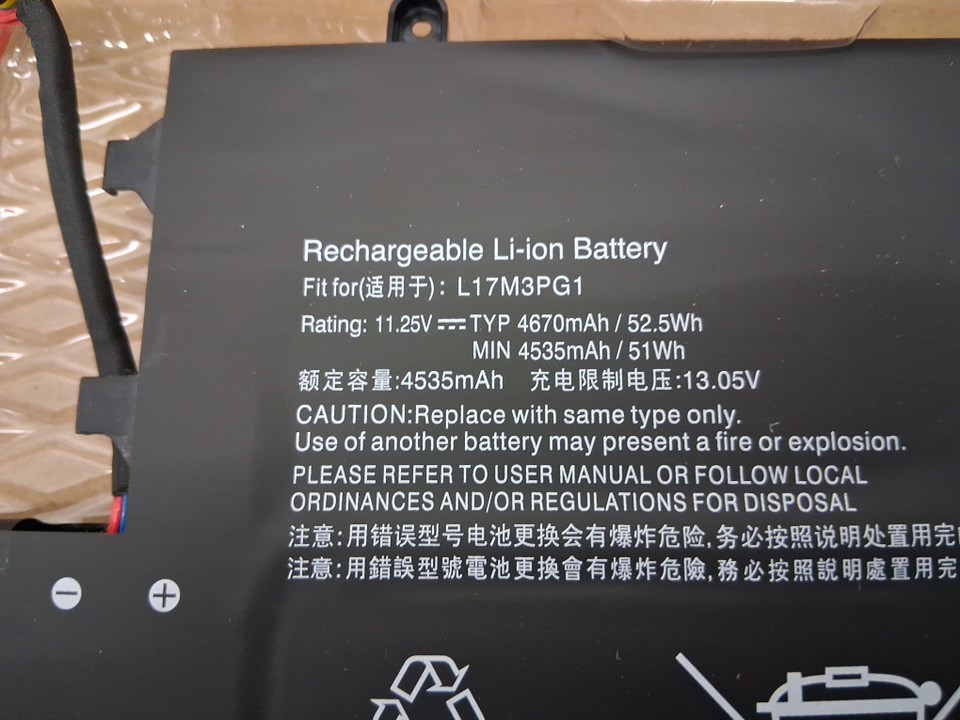 Rechargeable Li-ion Battery
Fit for(适用于)：L17M3PG1
Rating: 11.25V ⎓ TYP 4670mAh / 52.5Wh
MIN 4535mAh / 51Wh
额定容量:4535mAh 充电限制电压:13.05V
CAUTION:Replace with same type only.
Use of another battery may present a fire or explosion.
PLEASE REFER TO USER MANUAL OR FOLLOW LOCAL
ORDINANCES AND/OR REGULATIONS FOR DISPOSAL
注意:用错误型号电池更换会有爆炸危险,务必按照说明处置用完
注意:用錯誤型號電池更換會有爆炸危險,務必按照說明處置用完
− +